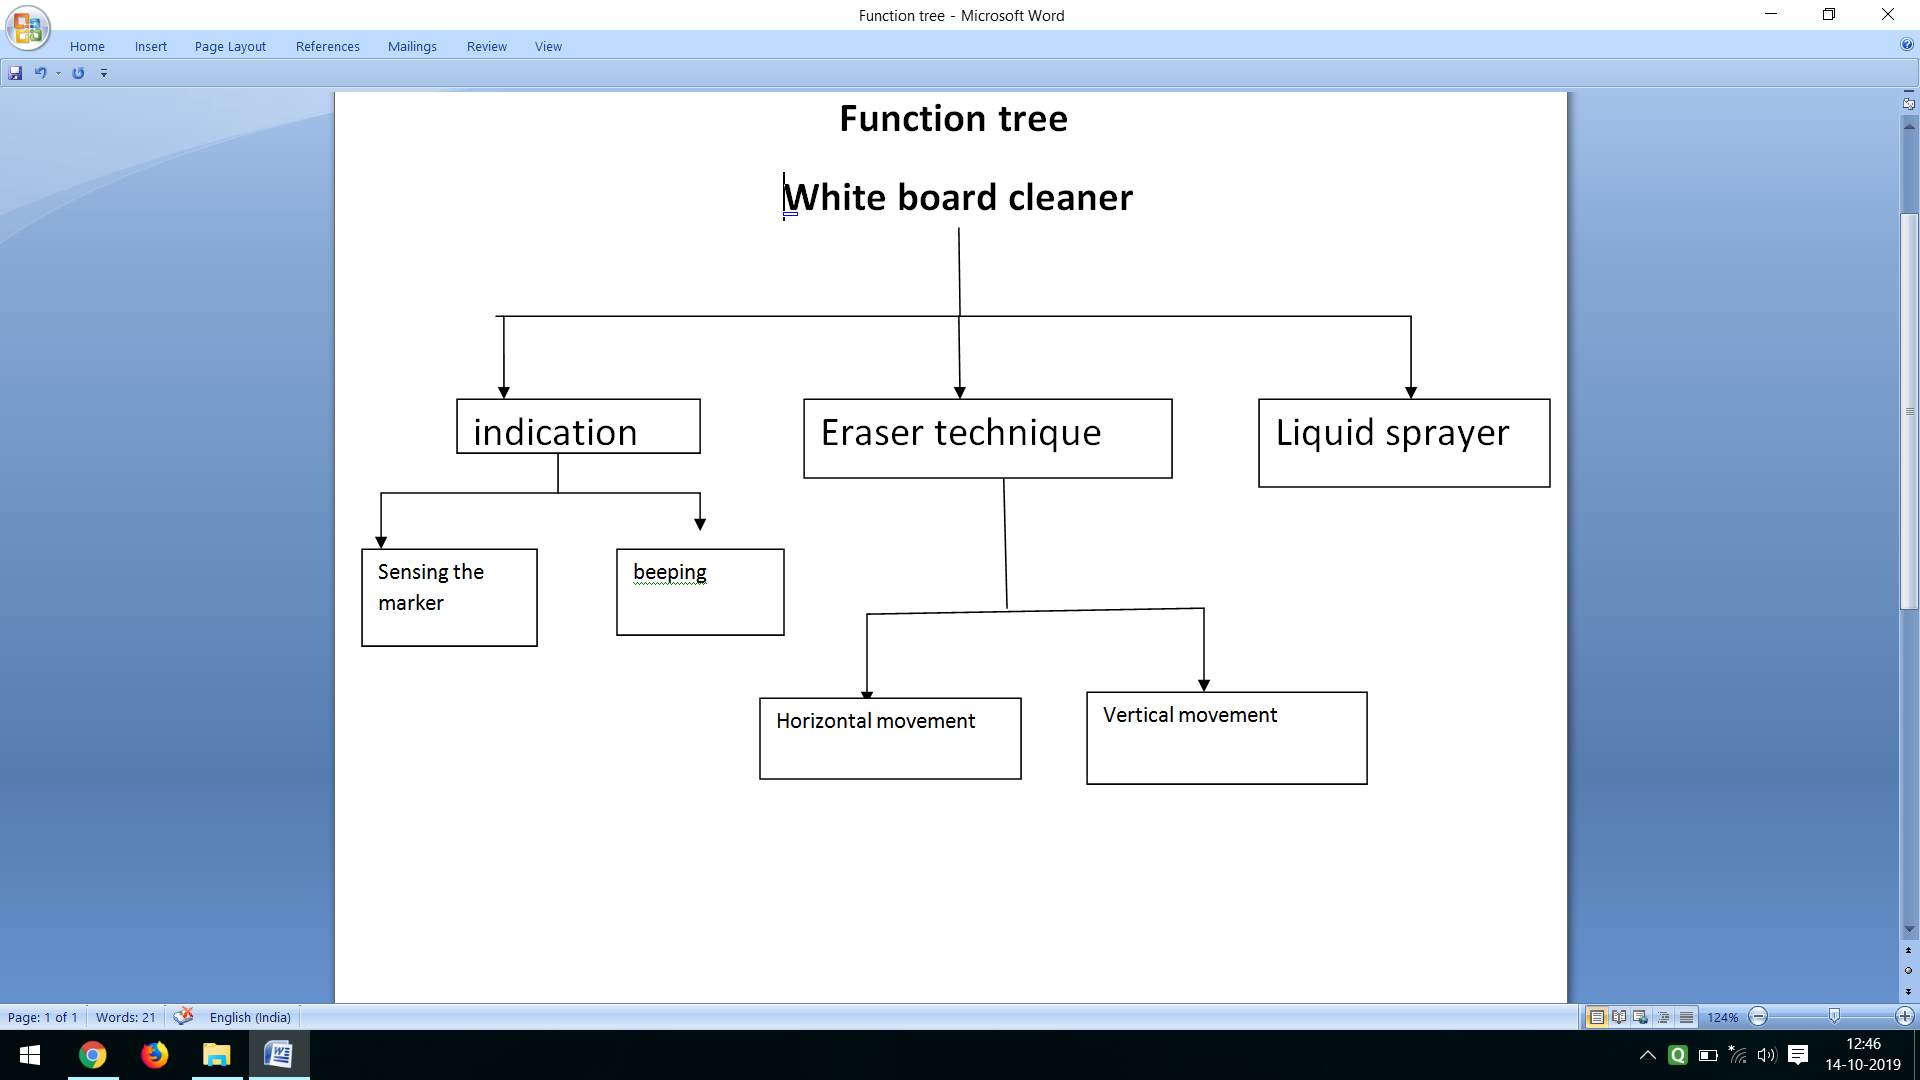 Function tree - Microsoft Word
Home Insert Page Layout References Mailings Review View
Function tree
White board cleaner
indication
Eraser technique
Liquid sprayer
Sensing the
marker
beeping
Horizontal movement
Vertical movement
Page: 1 of 1 Words: 21 English (India) 124%
12:46
14-10-2019